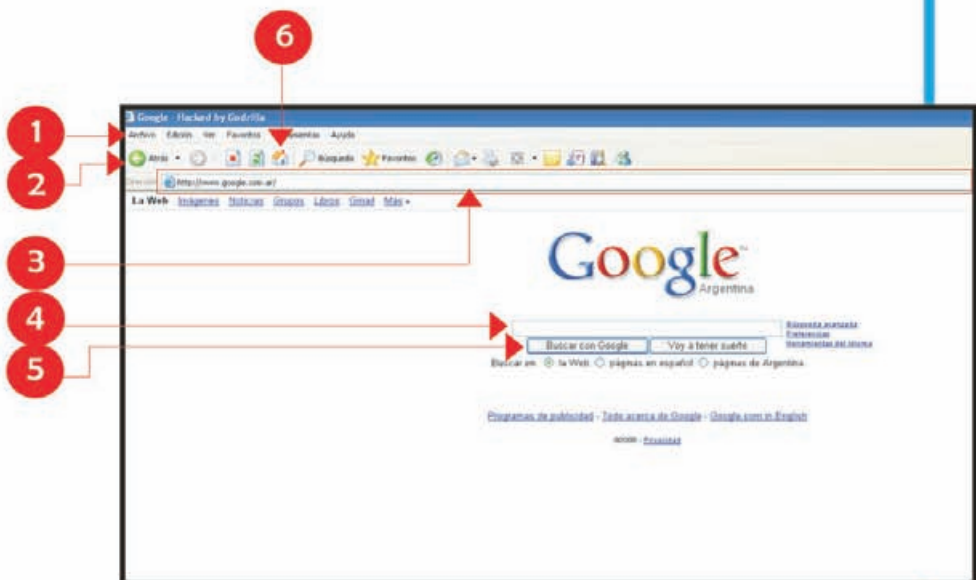 6
1
2
3
4
5
Google - Hacked by Godzilla
Archivo Edición Ver Favoritos Ayuda
Atrás Búsqueda Favoritos
http://www.google.com.ar/
La Web Imágenes Noticias Grupos Libros Gmail Más
Google™
Argentina
Búsqueda avanzada
Preferencias
Herramientas del idioma
Buscar con Google Voy a tener suerte
Buscar en: la Web páginas en español páginas de Argentina
Programas de publicidad - Todo acerca de Google - Google.com in English
Privacidad